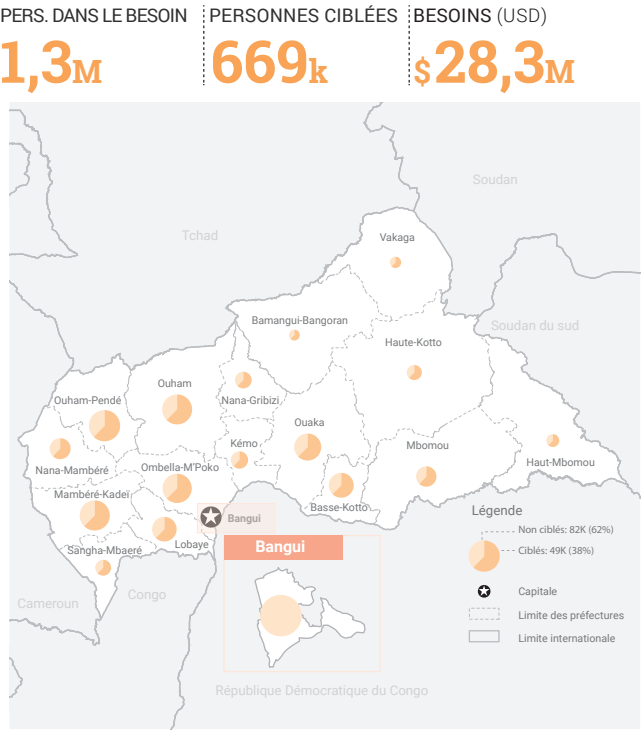 PERS. DANS LE BESOIN
1,3M
PERSONNES CIBLÉES
669k
BESOINS (USD)
$28,3M
Soudan
Tchad
Vakaga
Bamangui-Bangoran
Soudan du sud
Haute-Kotto
Ouham
Ouham-Pendé
Nana-Gribizi
Ouaka
Kémo
Mbomou
Nana-Mambéré
Ombella-M'Poko
Haut-Mbomou
Mambéré-Kadeï
Basse-Kotto
Bangui
Lobaye
Sangha-Mbaeré
Bangui
Cameroun
Congo
République Démocratique du Congo
Légende
Non ciblés: 82K (62%)
Ciblés: 49K (38%)
Capitale
Limite des préfectures
Limite internationale